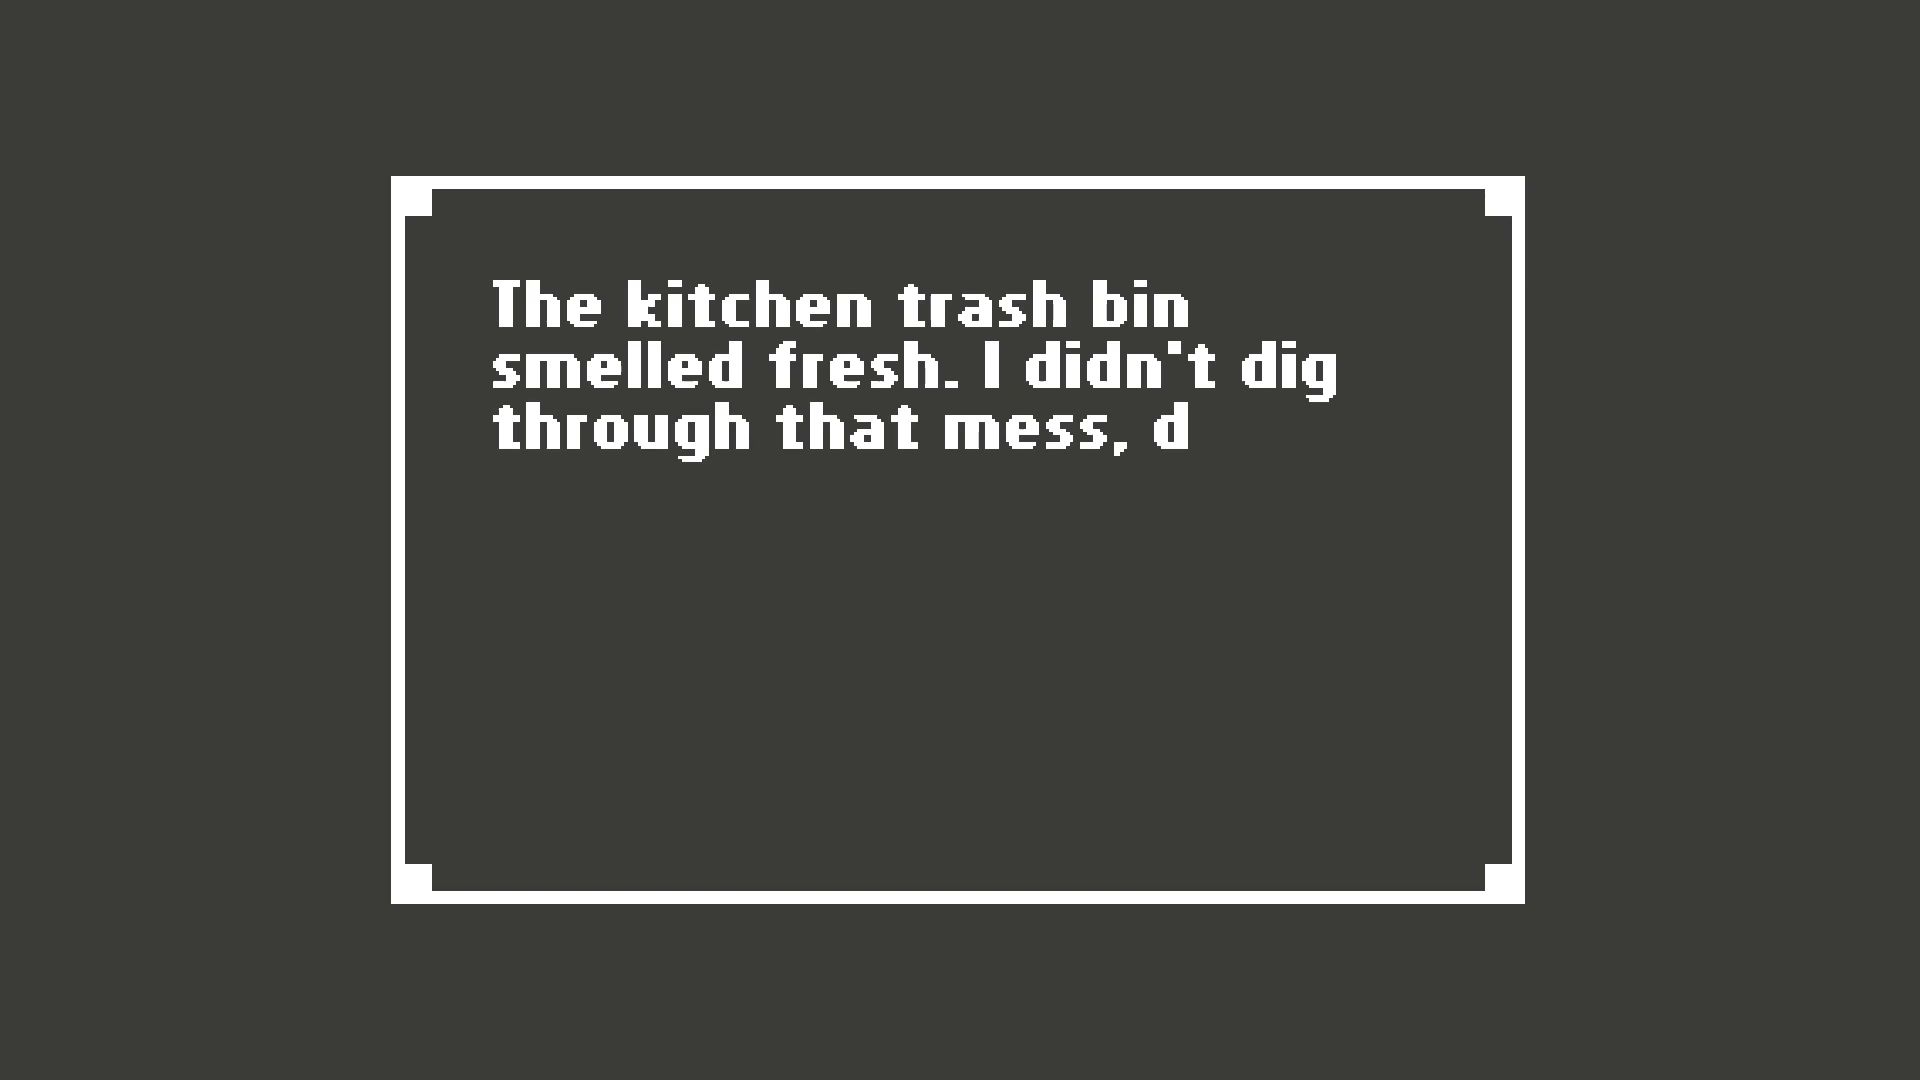 The kitchen trash bin
smelled fresh. I didn't dig
through that mess, d